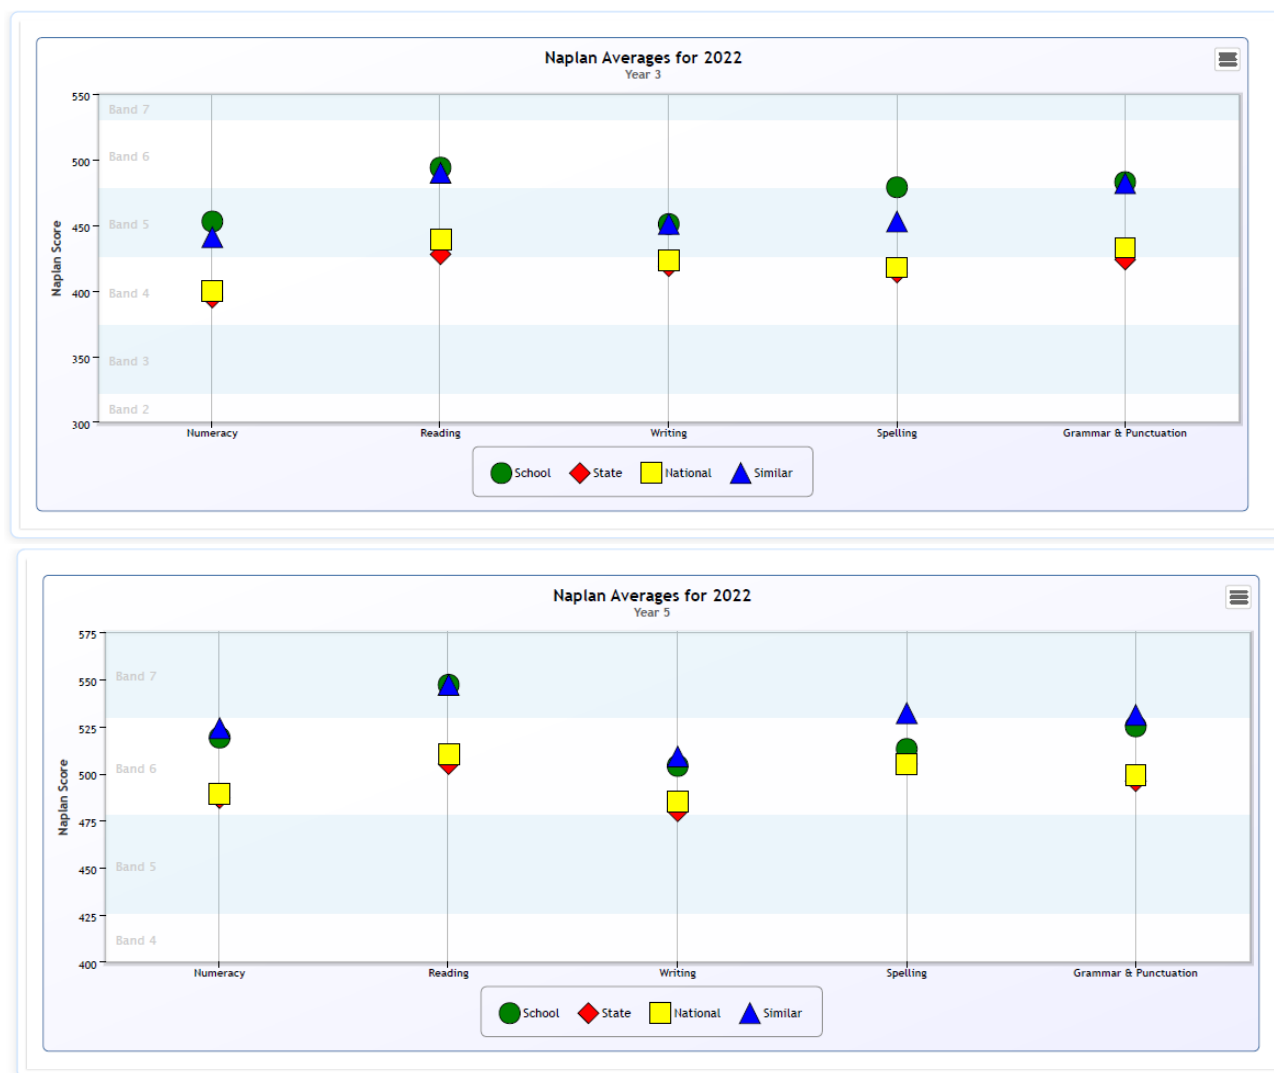 Naplan Averages for 2022
Year 3
550
500
450
400
350
300
Naplan Score
Band 7
Band 6
Band 5
Band 4
Band 3
Band 2
Numeracy Reading Writing Spelling Grammar & Punctuation
School State National Similar
Naplan Averages for 2022
Year 5
575
550
525
500
475
450
425
400
Naplan Score
Band 7
Band 6
Band 5
Band 4
Numeracy Reading Writing Spelling Grammar & Punctuation
School State National Similar